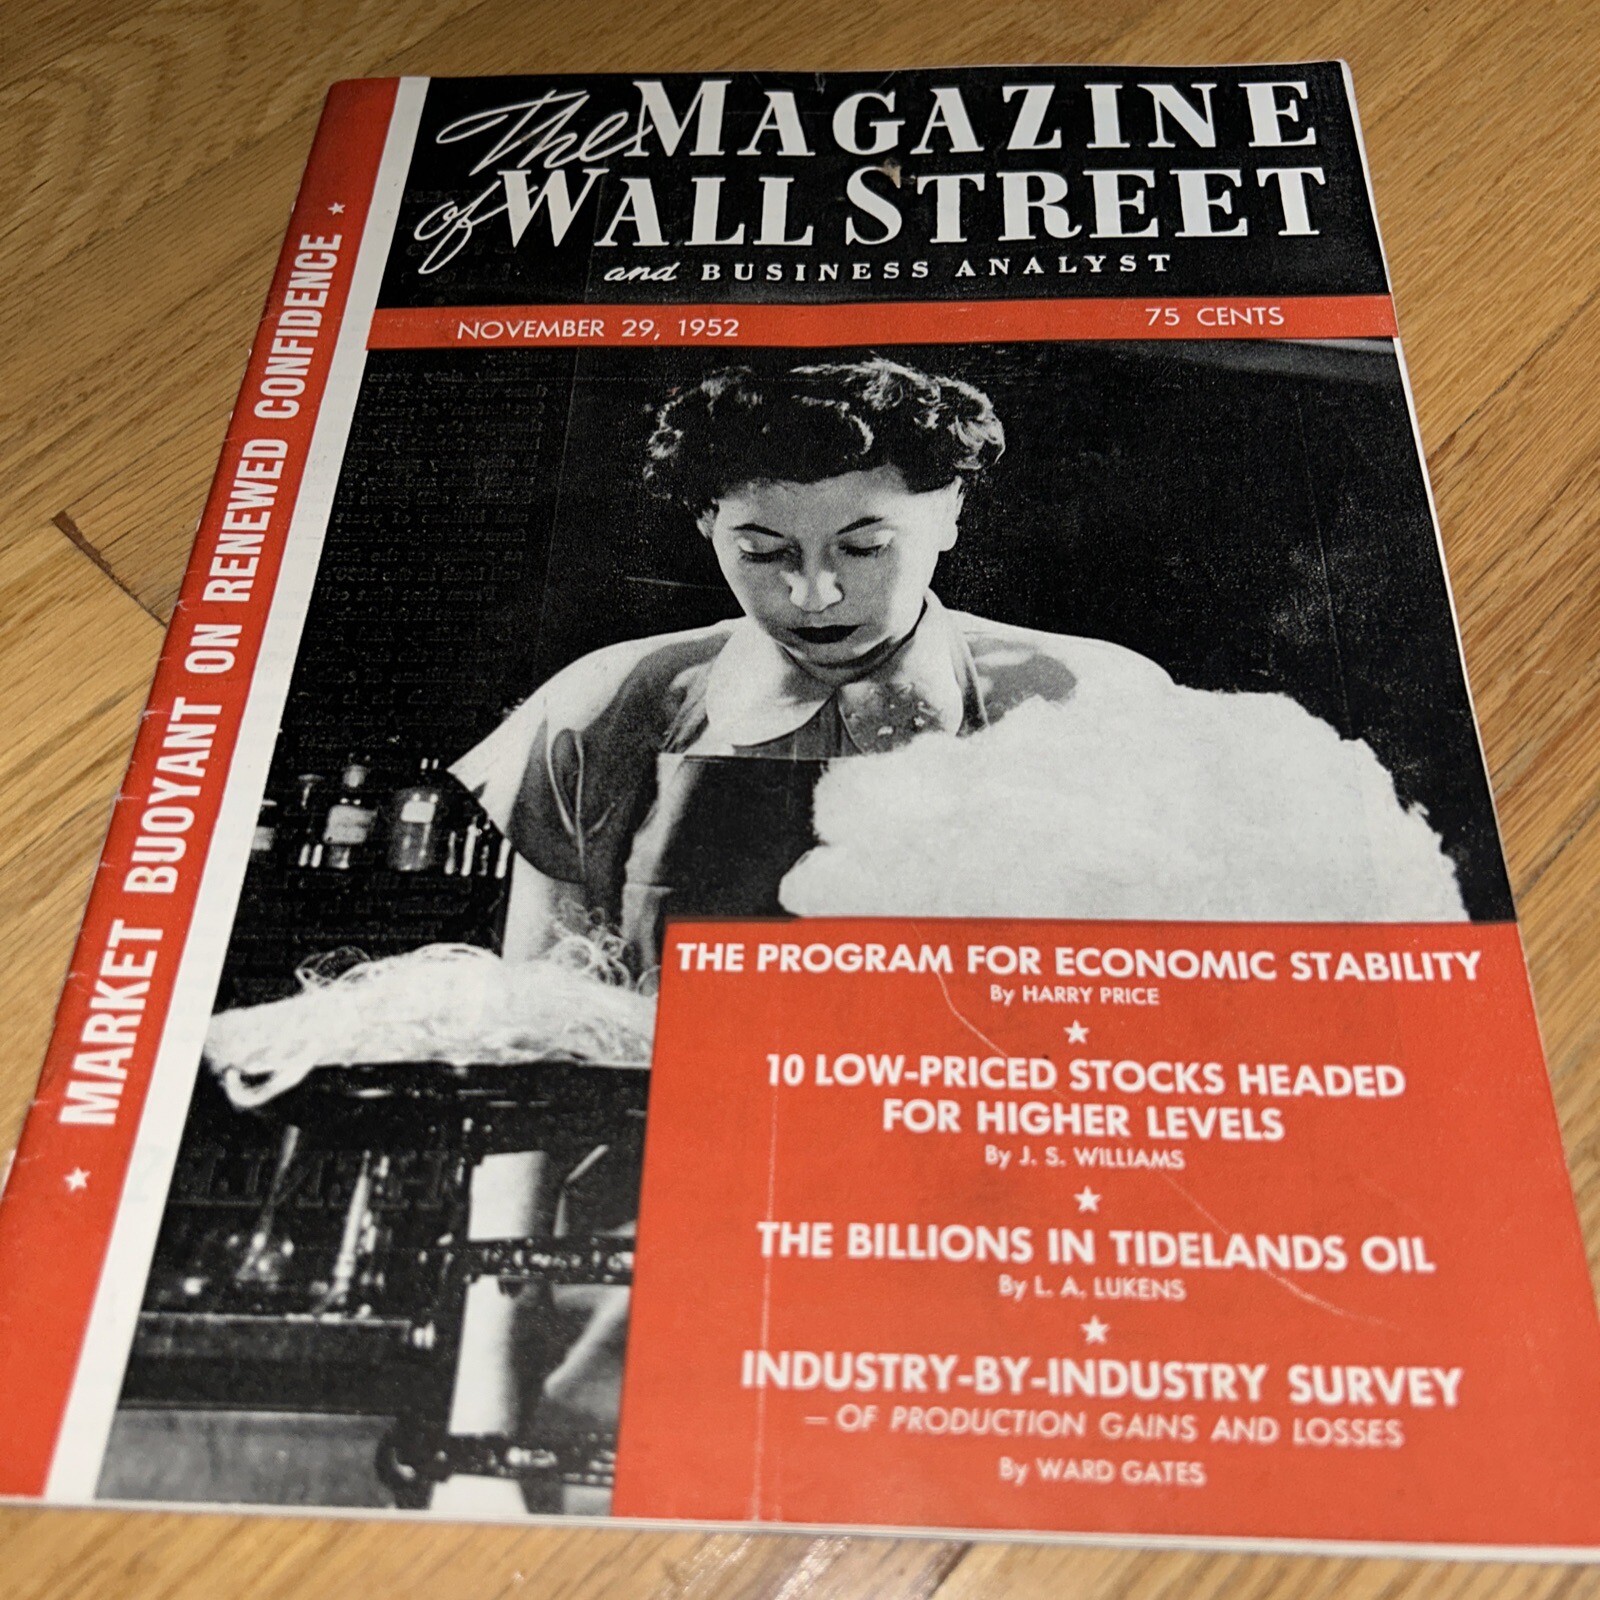 The MAGAZINE
of WALL STREET
and BUSINESS ANALYST
NOVEMBER 29, 1952
75 CENTS
★ MARKET BUOYANT ON RENEWED CONFIDENCE ★
THE PROGRAM FOR ECONOMIC STABILITY
By HARRY PRICE
★
10 LOW-PRICED STOCKS HEADED
FOR HIGHER LEVELS
By J. S. WILLIAMS
★
THE BILLIONS IN TIDELANDS OIL
By L. A. LUKENS
★
INDUSTRY-BY-INDUSTRY SURVEY
— OF PRODUCTION GAINS AND LOSSES
By WARD GATES